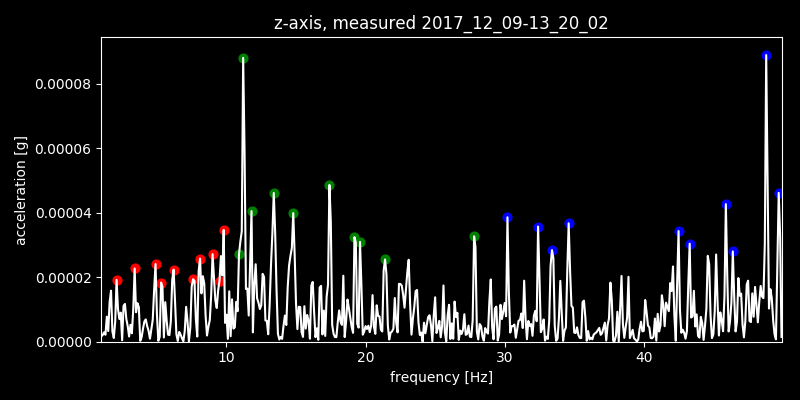 z-axis, measured 2017_12_09-13_20_02
0.00008
0.00006
0.00004
0.00002
0.00000
acceleration [g]
10 20 30 40
frequency [Hz]